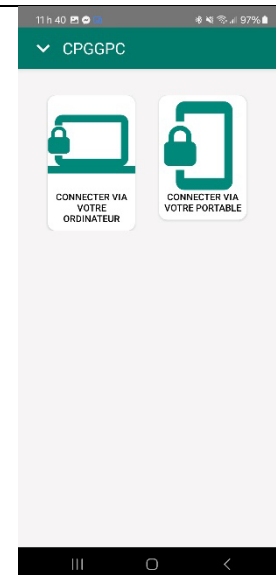 11 h 40
97%
CPGGPC
CONNECTER VIA
VOTRE
ORDINATEUR
CONNECTER VIA
VOTRE PORTABLE